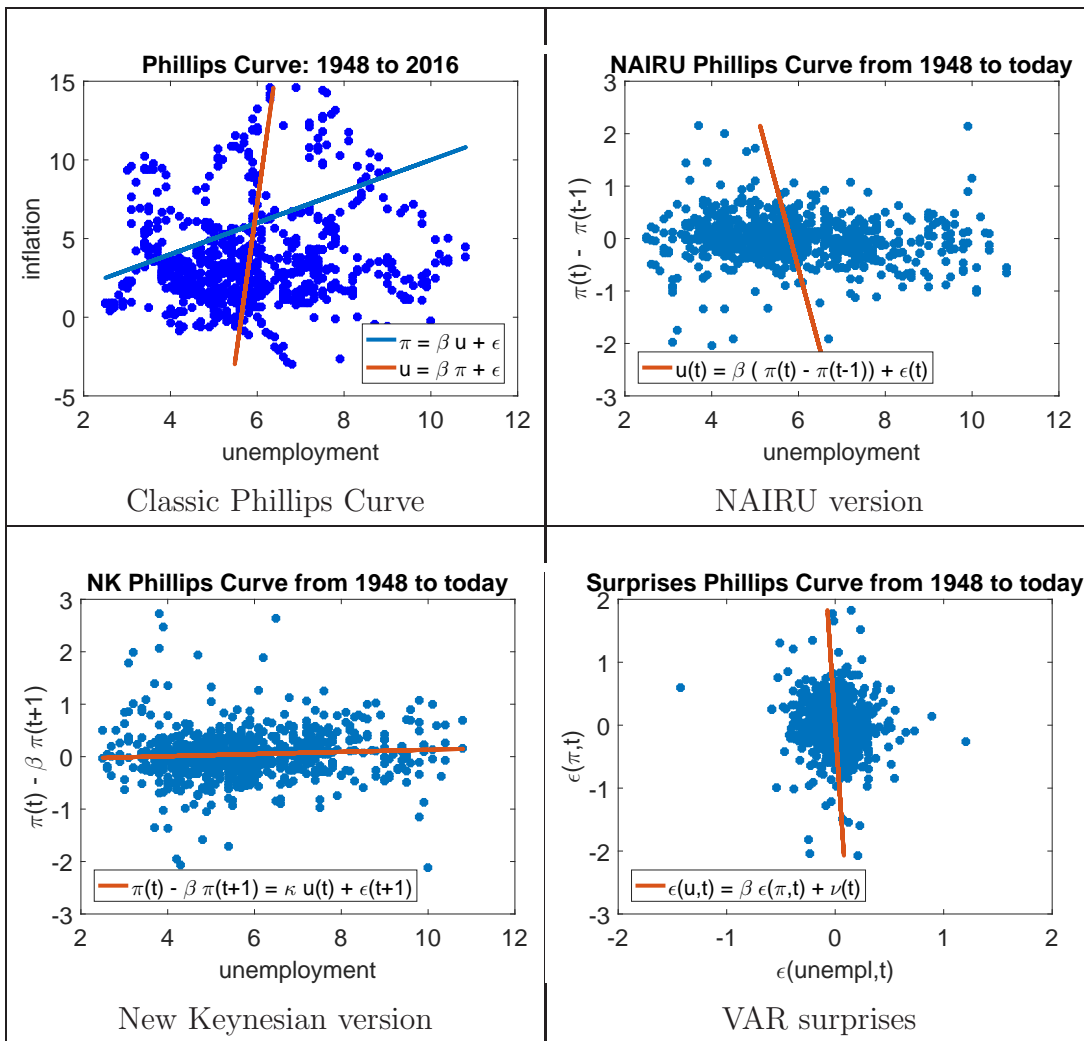 Phillips Curve: 1948 to 2016
15
10
5
0
-5
inflation
π = β u + ϵ
u = β π + ϵ
2 4 6 8 10 12
unemployment
Classic Phillips Curve
NAIRU Phillips Curve from 1948 to today
3
2
1
0
-1
-2
-3
π(t) - π(t-1)
u(t) = β ( π(t) - π(t-1)) + ϵ(t)
2 4 6 8 10 12
unemployment
NAIRU version
NK Phillips Curve from 1948 to today
3
2
1
0
-1
-2
-3
π(t) - β π(t+1)
π(t) - β π(t+1) = κ u(t) + ϵ(t+1)
2 4 6 8 10 12
unemployment
New Keynesian version
Surprises Phillips Curve from 1948 to today
2
1
0
-1
-2
-3
ϵ(π,t)
ϵ(u,t) = β ϵ(π,t) + ν(t)
-2 -1 0 1 2
ϵ(unempl,t)
VAR surprises